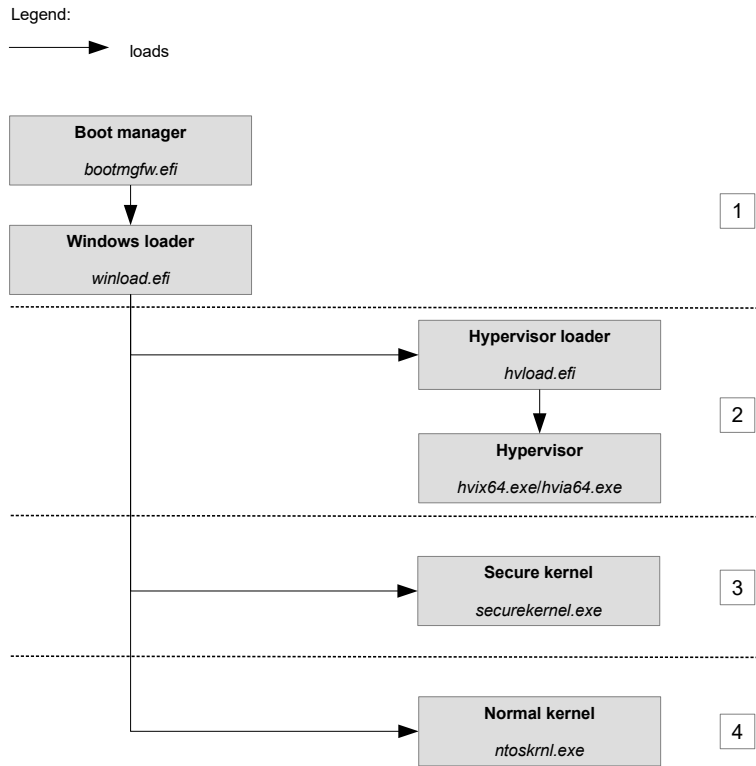 Legend:
loads
Boot manager
bootmgfw.efi
1
Windows loader
winload.efi
Hypervisor loader
hvload.efi
2
Hypervisor
hvix64.exe/hvia64.exe
Secure kernel
3
securekernel.exe
Normal kernel
4
ntoskrnl.exe